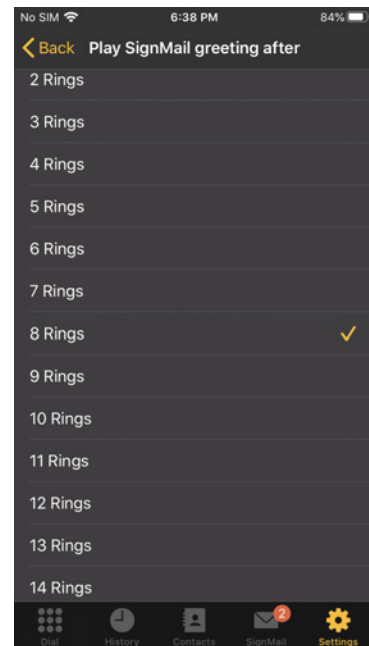 No SIM 6:38 PM 84%
Back Play SignMail greeting after
2 Rings
3 Rings
4 Rings
5 Rings
6 Rings
7 Rings
8 Rings
9 Rings
10 Rings
11 Rings
12 Rings
13 Rings
14 Rings
2
Dial History Contacts SignMail Settings